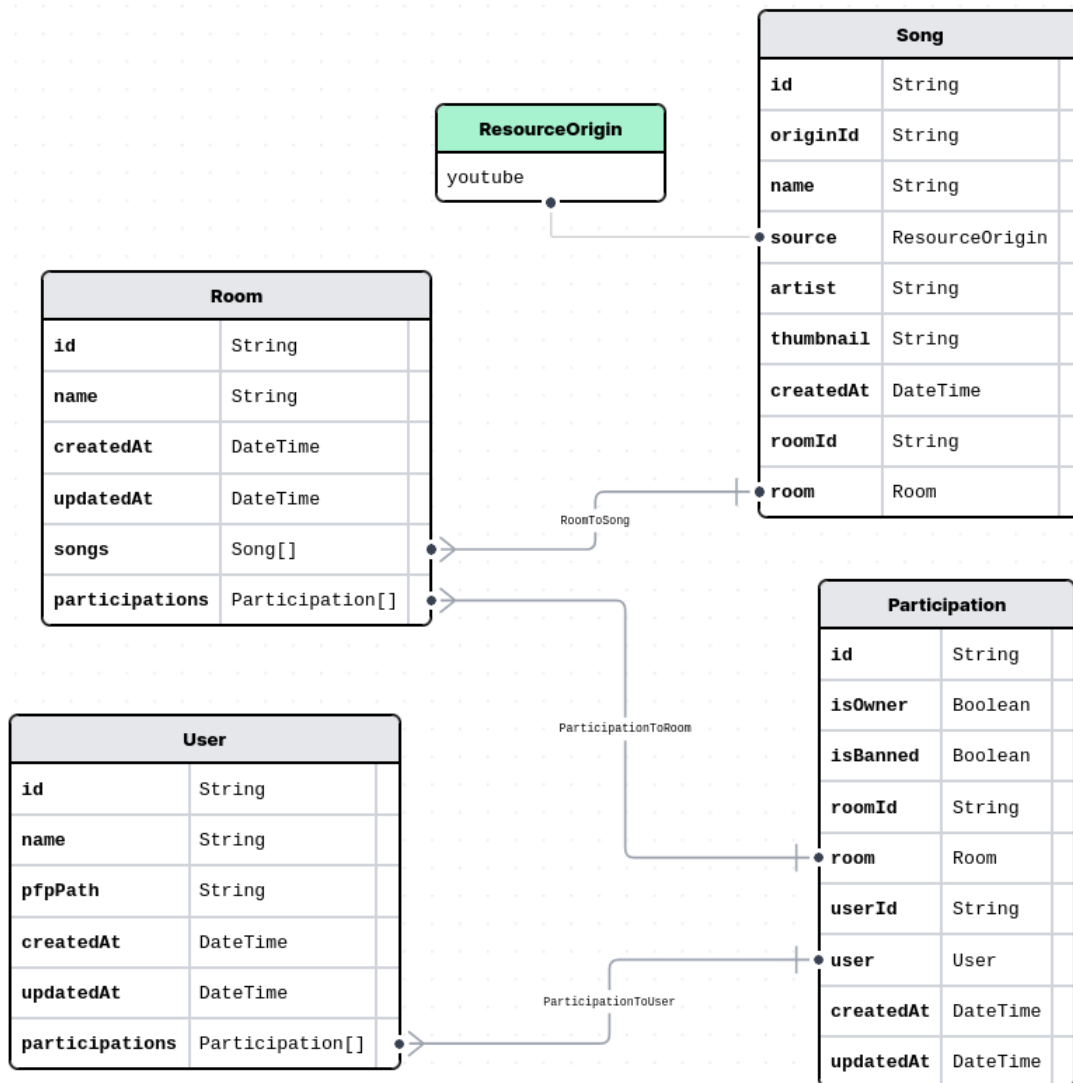 Song
id String
originId String
name String
source ResourceOrigin
artist String
thumbnail String
createdAt DateTime
roomId String
room Room
ResourceOrigin
youtube
Room
id String
name String
createdAt DateTime
updatedAt DateTime
songs Song[]
participations Participation[]
RoomToSong
ParticipationToRoom
Participation
id String
isOwner Boolean
isBanned Boolean
roomId String
room Room
userId String
user User
createdAt DateTime
updatedAt DateTime
User
id String
name String
pfpPath String
createdAt DateTime
updatedAt DateTime
participations Participation[]
ParticipationToUser